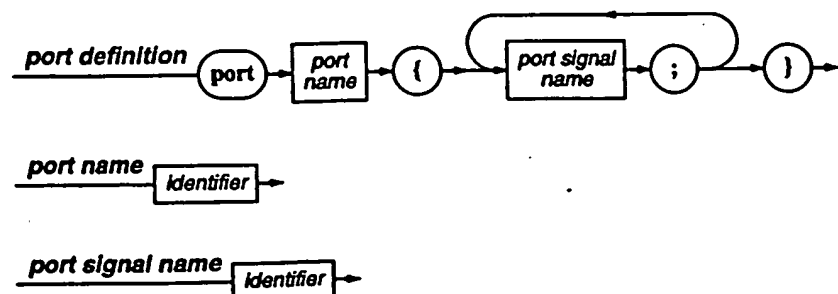 port definition port port name { port signal name ; }
port name identifier
port signal name identifier